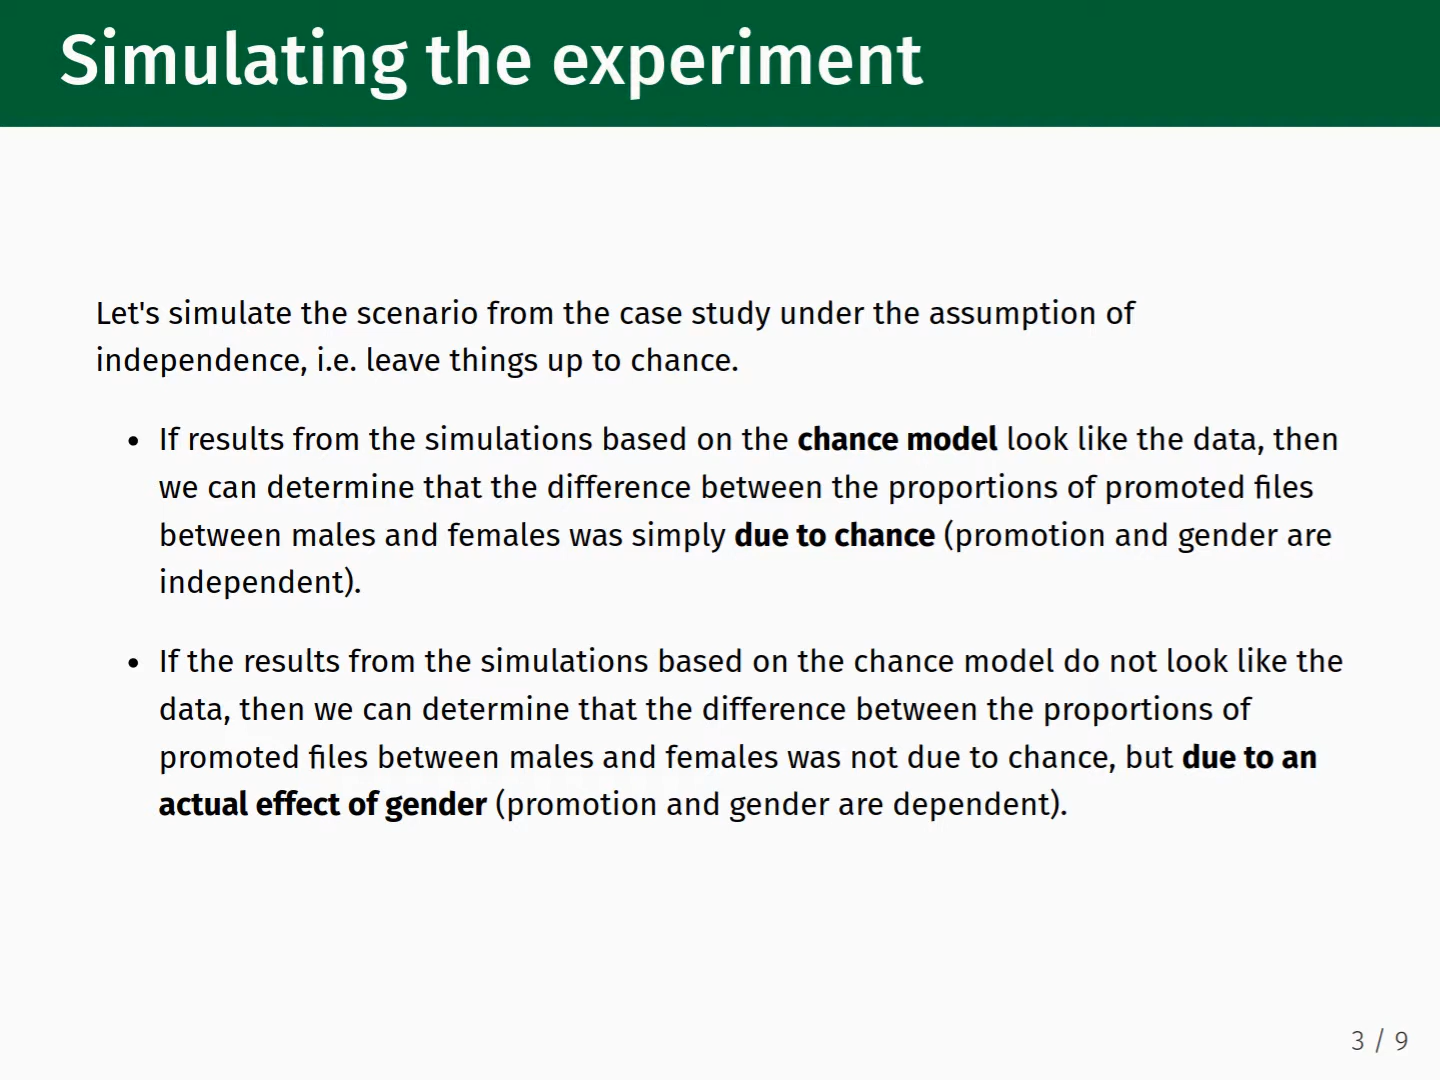 Simulating the experiment
Let's simulate the scenario from the case study under the assumption of
independence, i.e. leave things up to chance.
• If results from the simulations based on the chance model look like the data, then
we can determine that the difference between the proportions of promoted files
between males and females was simply due to chance (promotion and gender are
independent).
• If the results from the simulations based on the chance model do not look like the
data, then we can determine that the difference between the proportions of
promoted files between males and females was not due to chance, but due to an
actual effect of gender (promotion and gender are dependent).
3 / 9